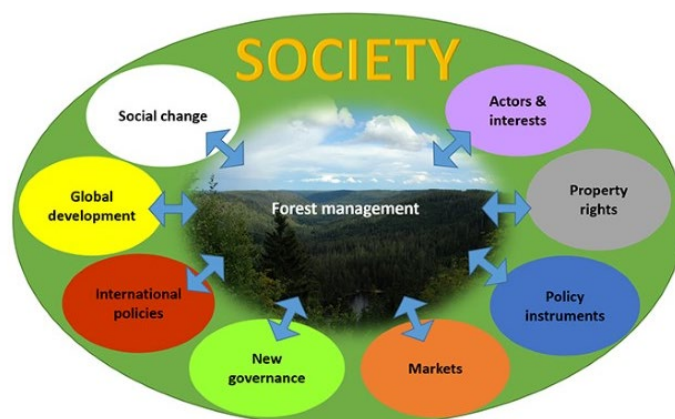 SOCIETY
Social change
Actors &
interests
Global
development
Forest management
Property
rights
International
policies
Policy
instruments
New
governance
Markets